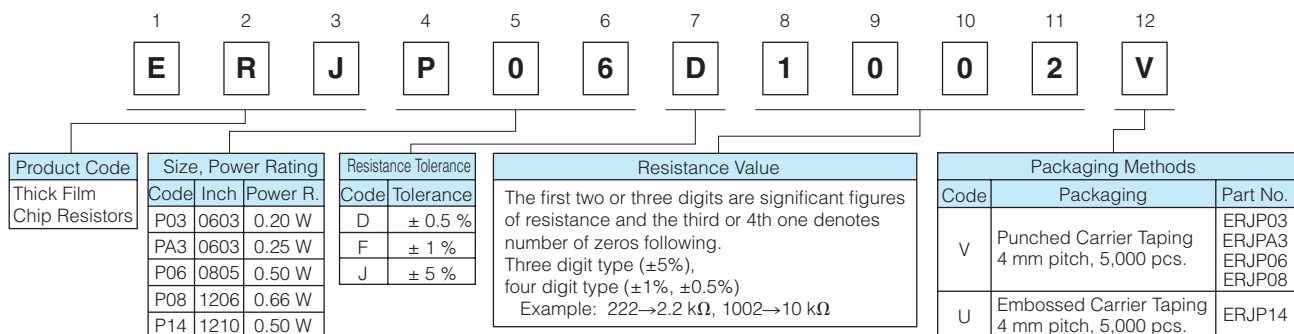 1 2 3 4 5 6 7 8 9 10 11 12
E R J P 0 6 D 1 0 0 2 V
Product Code
Thick Film
Chip Resistors
Size, Power Rating
Code Inch Power R.
P03 0603 0.20 W
PA3 0603 0.25 W
P06 0805 0.50 W
P08 1206 0.66 W
P14 1210 0.50 W
Resistance Tolerance
Code Tolerance
D ± 0.5 %
F ± 1 %
J ± 5 %
Resistance Value
The first two or three digits are significant figures
of resistance and the third or 4th one denotes
number of zeros following.
Three digit type (±5%),
four digit type (±1%, ±0.5%)
Example: 222→2.2 kΩ, 1002→10 kΩ
Packaging Methods
Code Packaging Part No.
V
Punched Carrier Taping
4 mm pitch, 5,000 pcs.
ERJP03
ERJPA3
ERJP06
ERJP08
U
Embossed Carrier Taping
4 mm pitch, 5,000 pcs.
ERJP14